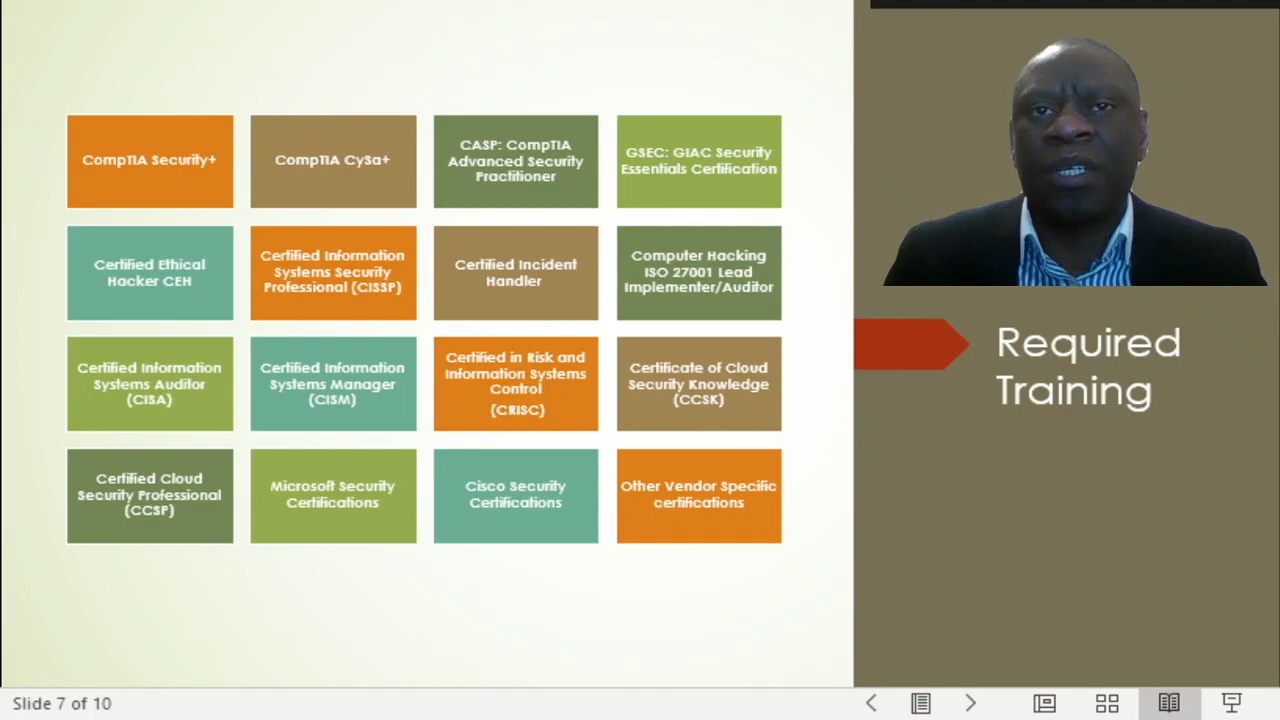 CompTIA Security+
CompTIA CySa+
CASP: CompTIA
Advanced Security
Practitioner
GSEC: GIAC Security
Essentials Certification
Certified Ethical
Hacker CEH
Certified Information
Systems Security
Professional (CISSP)
Certified Incident
Handler
Computer Hacking
ISO 27001 Lead
Implementer/Auditor
Certified Information
Systems Auditor
(CISA)
Certified Information
Systems Manager
(CISM)
Certified in Risk and
Information Systems
Control
(CRISC)
Certificate of Cloud
Security Knowledge
(CCSK)
Certified Cloud
Security Professional
(CCSP)
Microsoft Security
Certifications
Cisco Security
Certifications
Other Vendor Specific
certifications
Required
Training
Slide 7 of 10